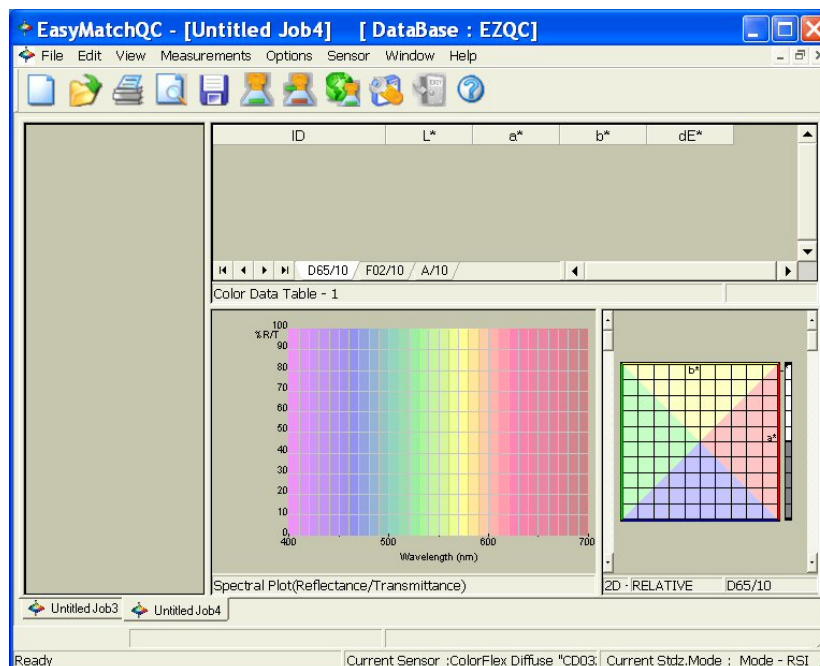 EasyMatchQC - [Untitled Job4] [ DataBase : EZQC]
File Edit View Measurements Options Sensor Window Help
ID L* a* b* dE*
D65/10 F02/10 A/10
Color Data Table - 1
%R/T
100
90
80
70
60
50
40
30
20
10
0
400 500 600 700
Wavelength (nm)
b*
a*
Spectral Plot(Reflectance/Transmittance)
2D - RELATIVE D65/10
Untitled Job3 Untitled Job4
Ready Current Sensor :ColorFlex Diffuse "CD03 Current Stdz.Mode : Mode - RSI